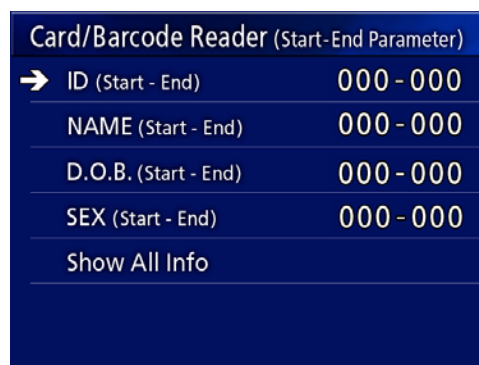 Card/Barcode Reader (Start-End Parameter)
ID (Start - End) 000-000
NAME (Start - End) 000-000
D.O.B. (Start - End) 000-000
SEX (Start - End) 000-000
Show All Info